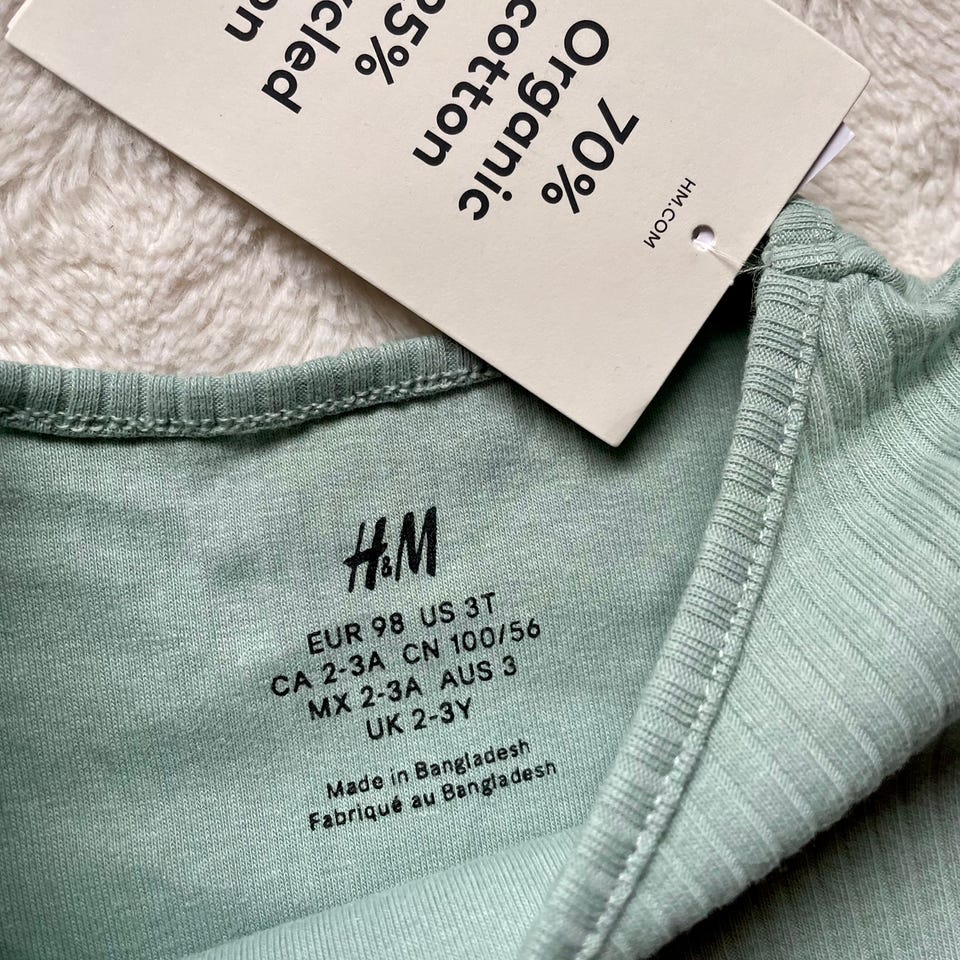 HM.COM
70%
Organic
cotton
25%
H&M
EUR 98 US 3T
CA 2-3A CN 100/56
MX 2-3A AUS 3
UK 2-3Y
Made in Bangladesh
Fabriqué au Bangladesh